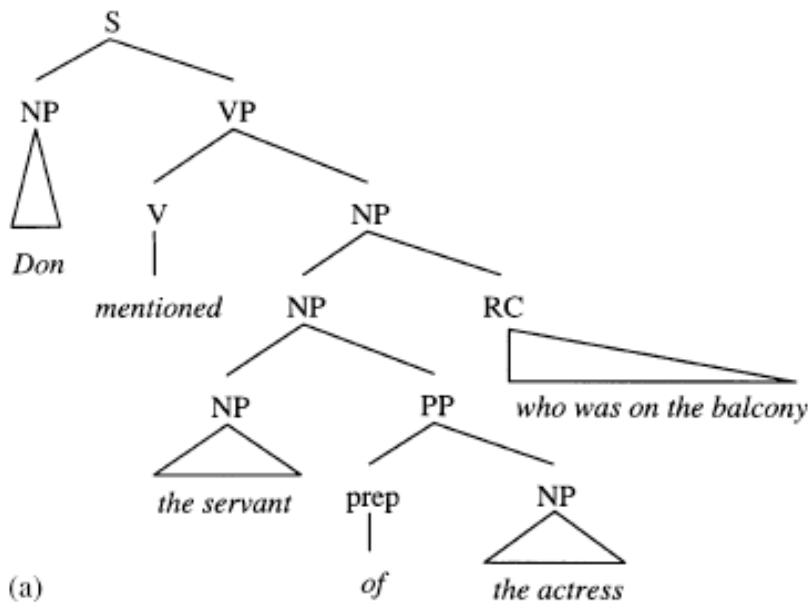 S
NP VP
V NP
Don
mentioned NP RC
NP PP who was on the balcony
the servant prep NP
(a) of the actress